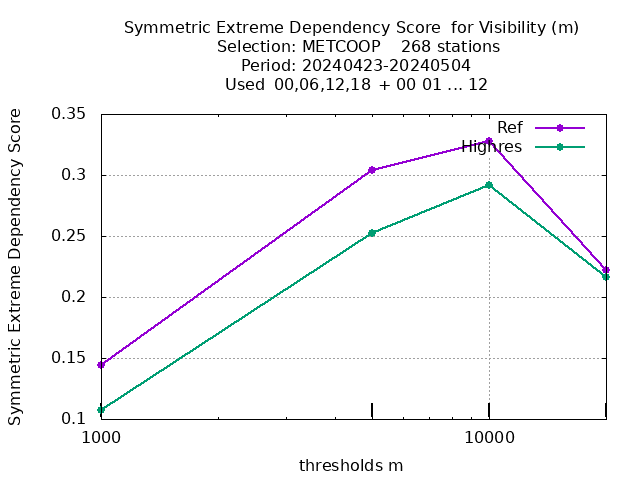 Symmetric Extreme Dependency Score  for Visibility (m)
Selection: METCOOP    268 stations
Period: 20240423-20240504
Used  00,06,12,18 + 00 01 ... 12
Symmetric Extreme Dependency Score
0.35
0.3
0.25
0.2
0.15
0.1
Ref
Highres
1000
10000
thresholds m